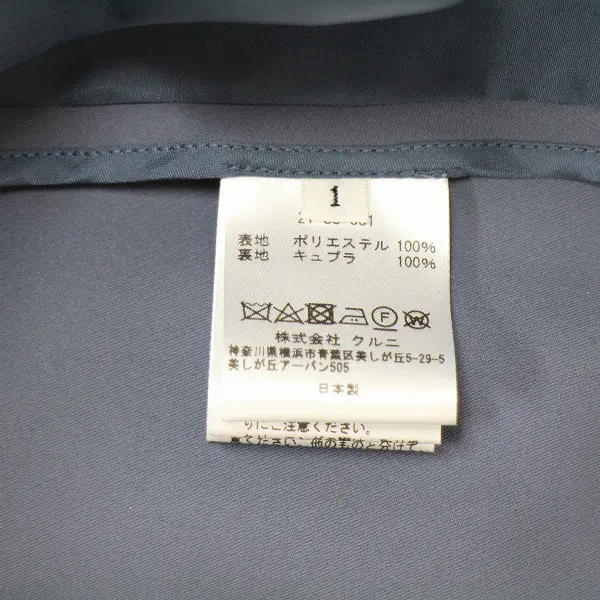 1
表地 ポリエステル 100%
裏地 キュプラ 100%
F W
株式会社 クルニ
神奈川県横浜市青葉区美しが丘5-29-5
美しが丘アーバン505
日本製
りにご注意ください。